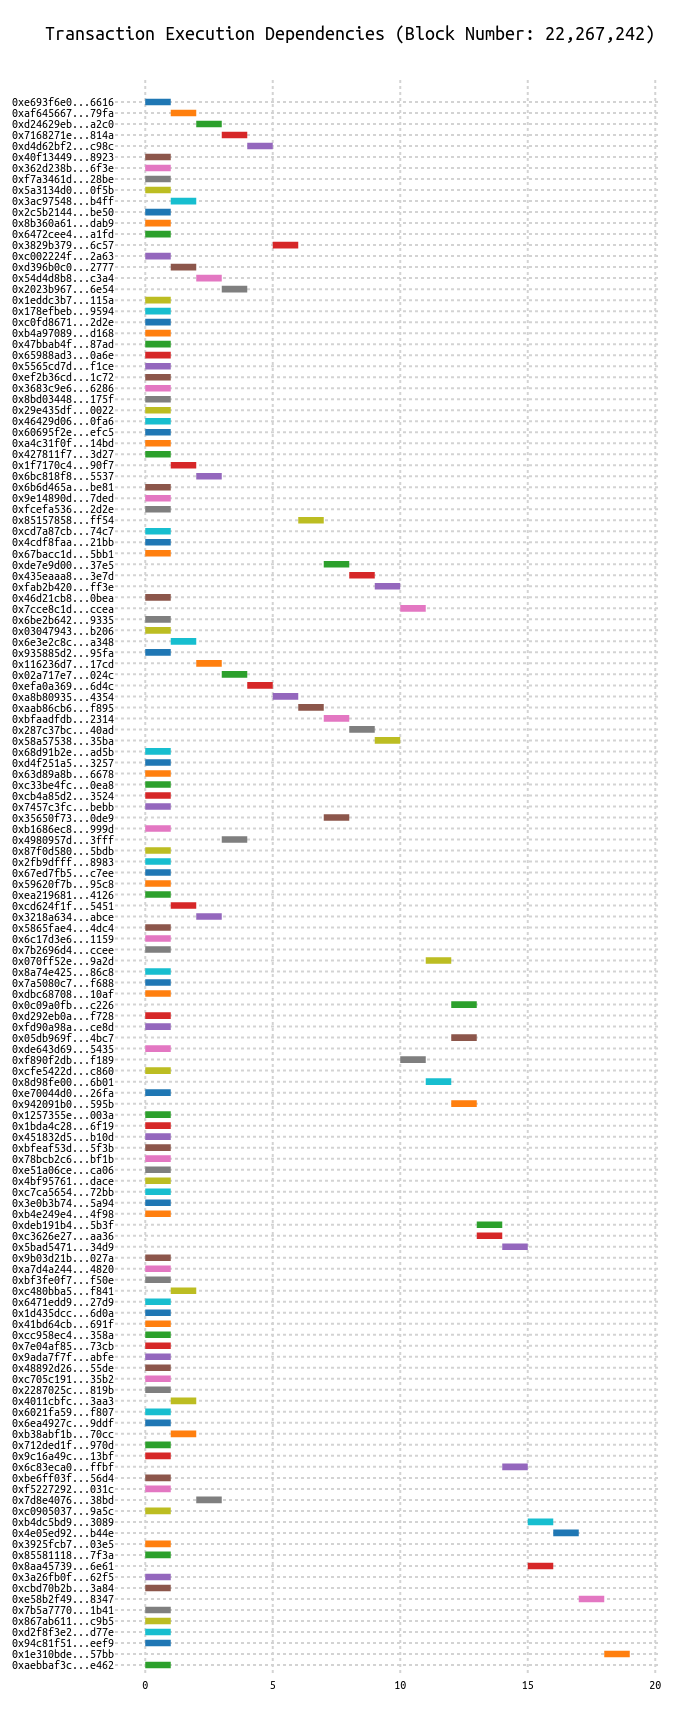 Transaction Execution Dependencies (Block Number: 22,267,242)
0xe693f6e0...6616
0xaf645667...79fa
0xd24629eb...a2c0
0x7168271e...814a
0xd4d62bf2...c98c
0x40f13449...8923
0x362d238b...6f3e
0xf7a3461d...28be
0x5a3134d0...0f5b
0x3ac97548...b4ff
0x2c5b2144...be50
0x8b360a61...dab9
0x6472cee4...a1fd
0x3829b379...6c57
0xc002224f...2a63
0xd396b0c0...2777
0x54d4d8b8...c3a4
0x2023b967...6e54
0x1eddc3b7...115a
0x178efbeb...9594
0xc0fd8671...2d2e
0xb4a97089...d168
0x47bbab4f...87ad
0x65988ad3...0a6e
0x5565cd7d...f1ce
0xef2b36cd...1c72
0x3683c9e6...6286
0x8bd03448...175f
0x29e435df...0022
0x46429d06...0fa6
0x60695f2e...efc5
0xa4c31f0f...14bd
0x427811f7...3d27
0x1f7170c4...90f7
0x6bc818f8...5537
0x6b6d465a...be81
0x9e14890d...7ded
0xfcefa536...2d2e
0x85157858...ff54
0xcd7a87cb...74c7
0x4cdf8faa...21bb
0x67bacc1d...5bb1
0xde7e9d00...37e5
0x435eaaa8...3e7d
0xfab2b420...ff3e
0x46d21cb8...0bea
0x7cce8c1d...ccea
0x6be2b642...9335
0x03047943...b206
0x6e3e2c8c...a348
0x935885d2...95fa
0x116236d7...17cd
0x02a717e7...024c
0xefa0a369...6d4c
0xa8b80935...4354
0xaab86cb6...f895
0xbfaadfdb...2314
0x287c37bc...40ad
0x58a57538...35ba
0x68d91b2e...ad5b
0xd4f251a5...3257
0x63d89a8b...6678
0xc33be4fc...0ea8
0xcb4a85d2...3524
0x7457c3fc...bebb
0x35650f73...0de9
0xb1686ec8...999d
0x4980957d...3fff
0x87f0d580...5bdb
0x2fb9dfff...8983
0x67ed7fb5...c7ee
0x59620f7b...95c8
0xea219681...4126
0xcd624f1f...5451
0x3218a634...abce
0x5865fae4...4dc4
0x6c17d3e6...1159
0x7b2696d4...ccee
0x070ff52e...9a2d
0x8a74e425...86c8
0x7a5080c7...f688
0xdbc68708...10af
0x0c09a0fb...c226
0xd292eb0a...f728
0xfd90a98a...ce8d
0x05db969f...4bc7
0xde643d69...5435
0xf890f2db...f189
0xcfe5422d...c860
0x8d98fe00...6b01
0xe70044d0...26fa
0x942091b0...595b
0x1257355e...003a
0x1bda4c28...6f19
0x451832d5...b10d
0xbfeaf53d...5f3b
0x78bcb2c6...bf1b
0xe51a06ce...ca06
0x4bf95761...dace
0xc7ca5654...72bb
0x3e0b3b74...5a94
0xb4e249e4...4f98
0xdeb191b4...5b3f
0xc3626e27...aa36
0x5bad5471...34d9
0x9b03d21b...027a
0xa7d4a244...4820
0xbf3fe0f7...f50e
0xc480bba5...f841
0x6471edd9...27d9
0x1d435dcc...6d0a
0x41bd64cb...691f
0xcc958ec4...358a
0x7e04af85...73cb
0x9ada7f7f...abfe
0x48892d26...55de
0xc705c191...35b2
0x2287025c...819b
0x4011cbfc...3aa3
0x6021fa59...f807
0x6ea4927c...9ddf
0xb38abf1b...70cc
0x712ded1f...970d
0x9c16a49c...13bf
0x6c83eca0...ffbf
0xbe6ff03f...56d4
0xf5227292...031c
0x7d8e4076...38bd
0xc0905037...9a5c
0xb4dc5bd9...3089
0x4e05ed92...b44e
0x3925fcb7...03e5
0x85581118...7f3a
0x8aa45739...6e61
0x3a26fb0f...62f5
0xcbd70b2b...3a84
0xe58b2f49...8347
0x7b5a7770...1b41
0x867ab611...c9b5
0xd2f8f3e2...d77e
0x94c81f51...eef9
0x1e310bde...57bb
0xaebbaf3c...e462
0 5 10 15 20